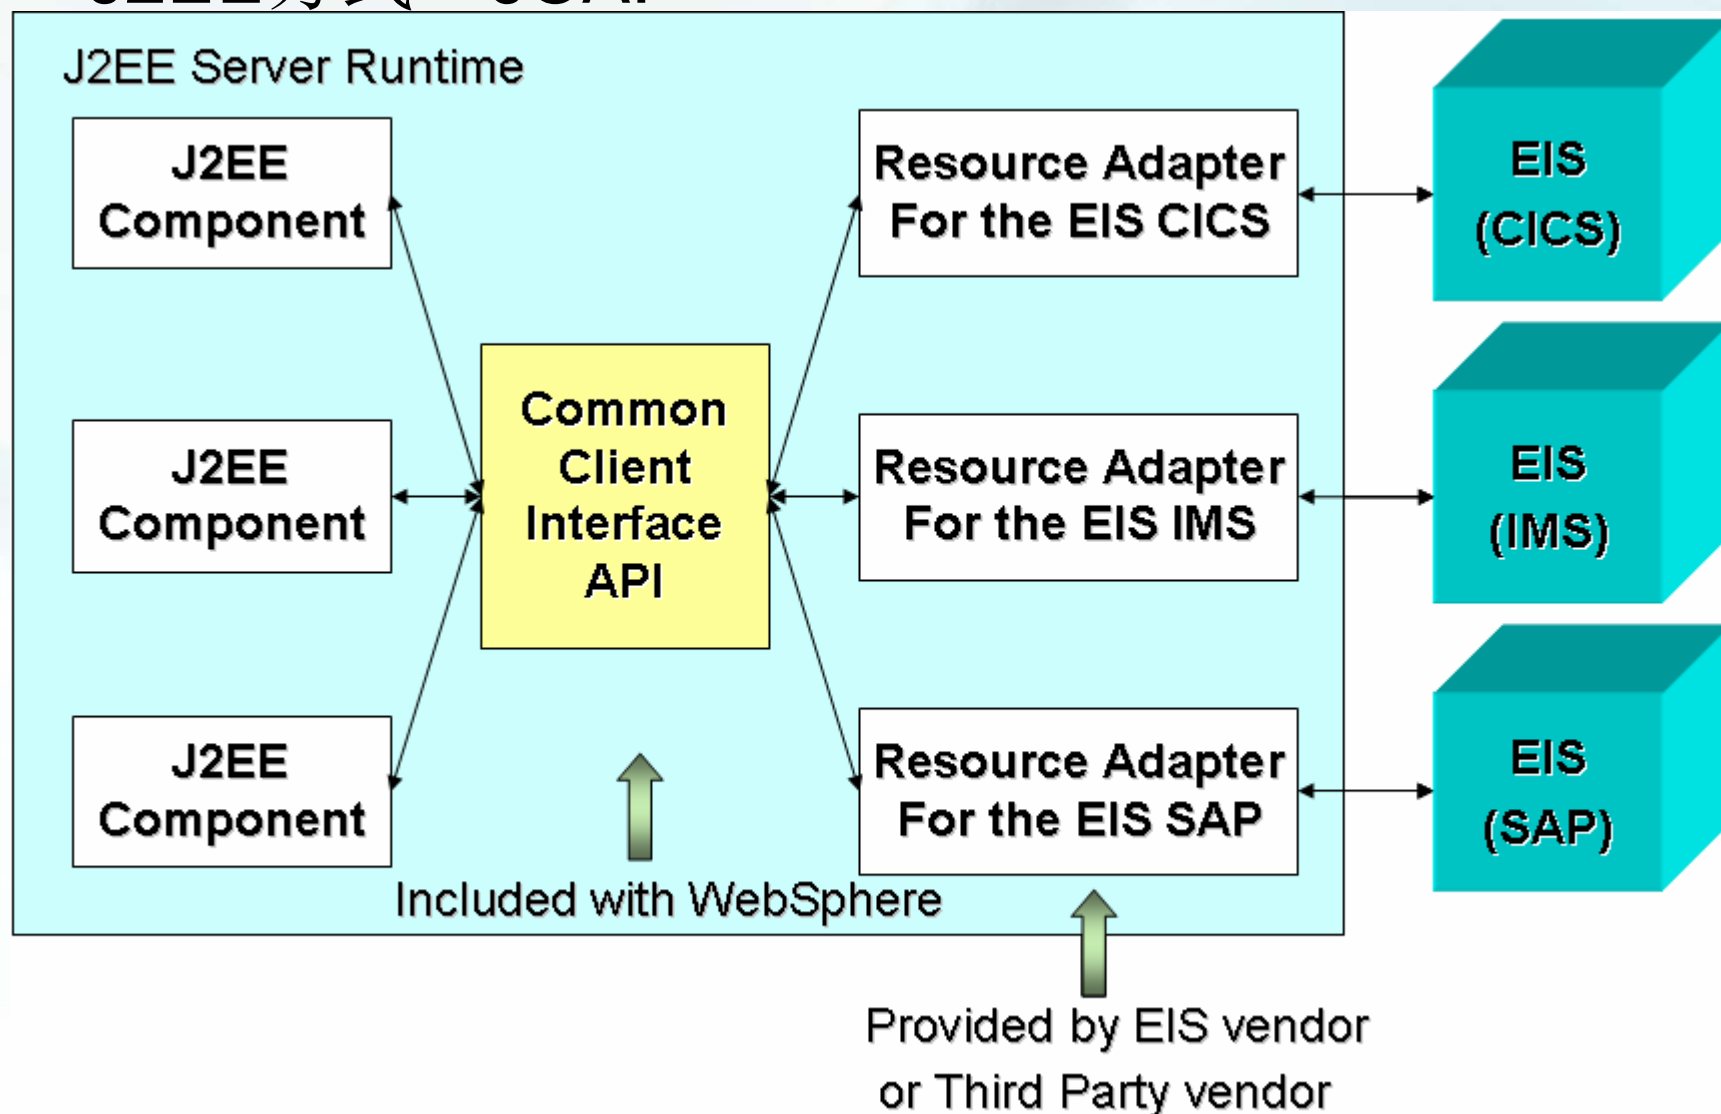 J2EE Server Runtime
J2EE
Component
Resource Adapter
For the EIS CICS
EIS
(CICS)
Common
Client
Interface
API
J2EE
Component
Resource Adapter
For the EIS IMS
EIS
(IMS)
J2EE
Component
Resource Adapter
For the EIS SAP
EIS
(SAP)
Included with WebSphere
Provided by EIS vendor
or Third Party vendor